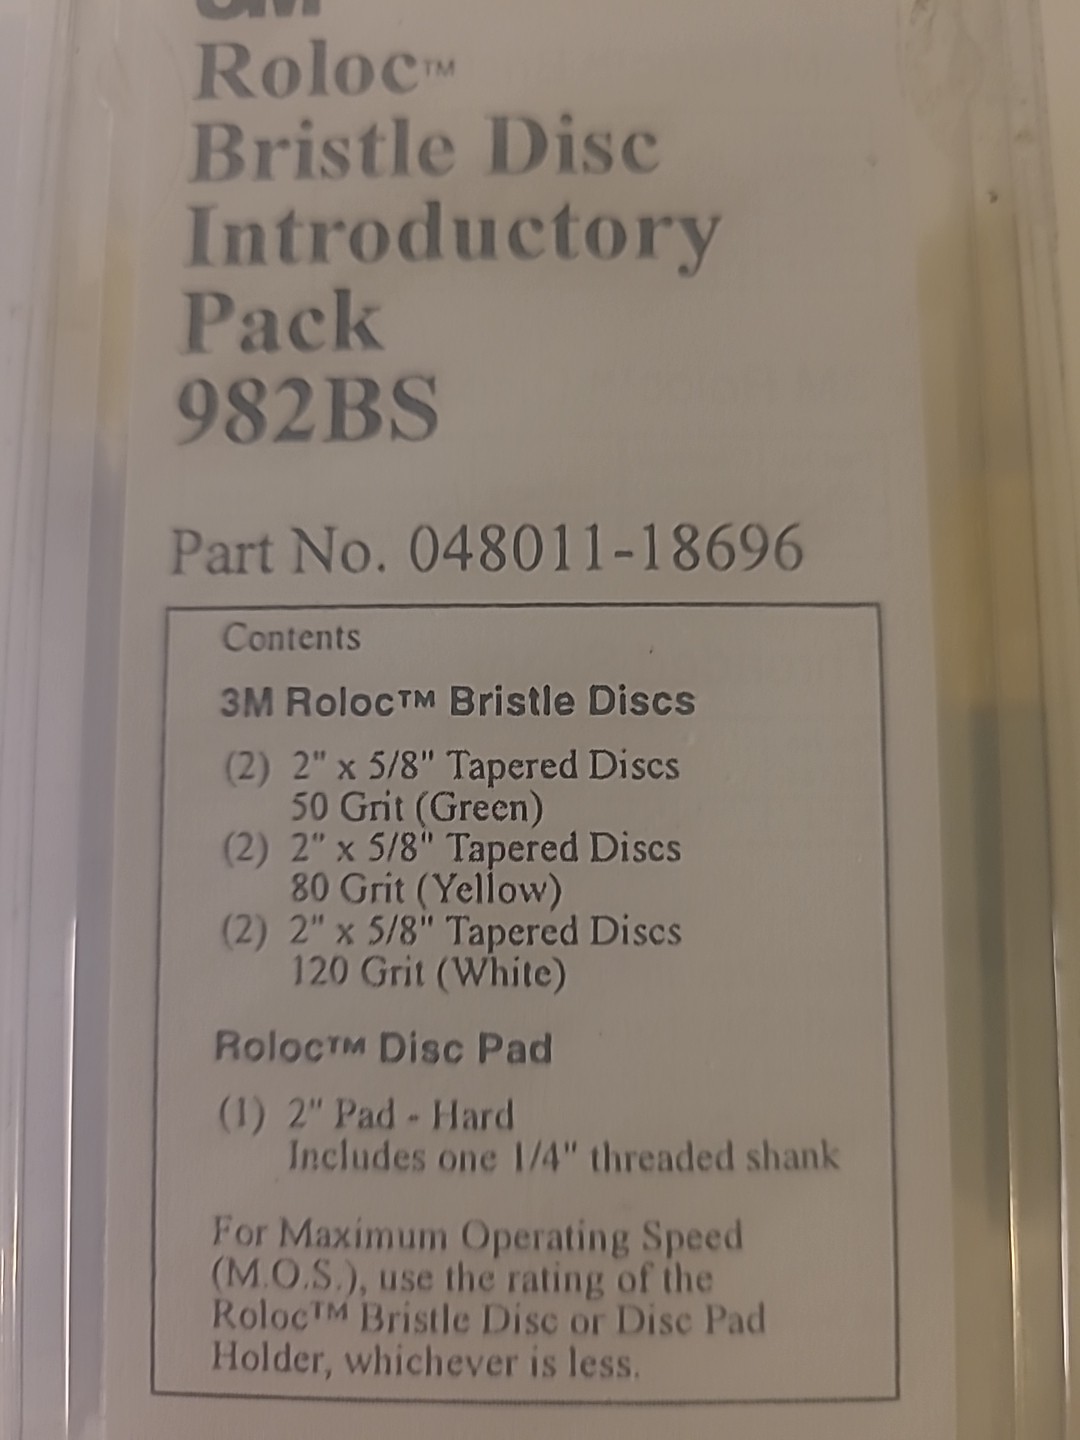 3M
Roloc™
Bristle Disc
Introductory
Pack
982BS
Part No. 048011-18696
Contents
3M Roloc™ Bristle Discs
(2) 2" x 5/8" Tapered Discs
50 Grit (Green)
(2) 2" x 5/8" Tapered Discs
80 Grit (Yellow)
(2) 2" x 5/8" Tapered Discs
120 Grit (White)
Roloc™ Disc Pad
(1) 2" Pad - Hard
Includes one 1/4" threaded shank
For Maximum Operating Speed
(M.O.S.), use the rating of the
Roloc™ Bristle Disc or Disc Pad
Holder, whichever is less.